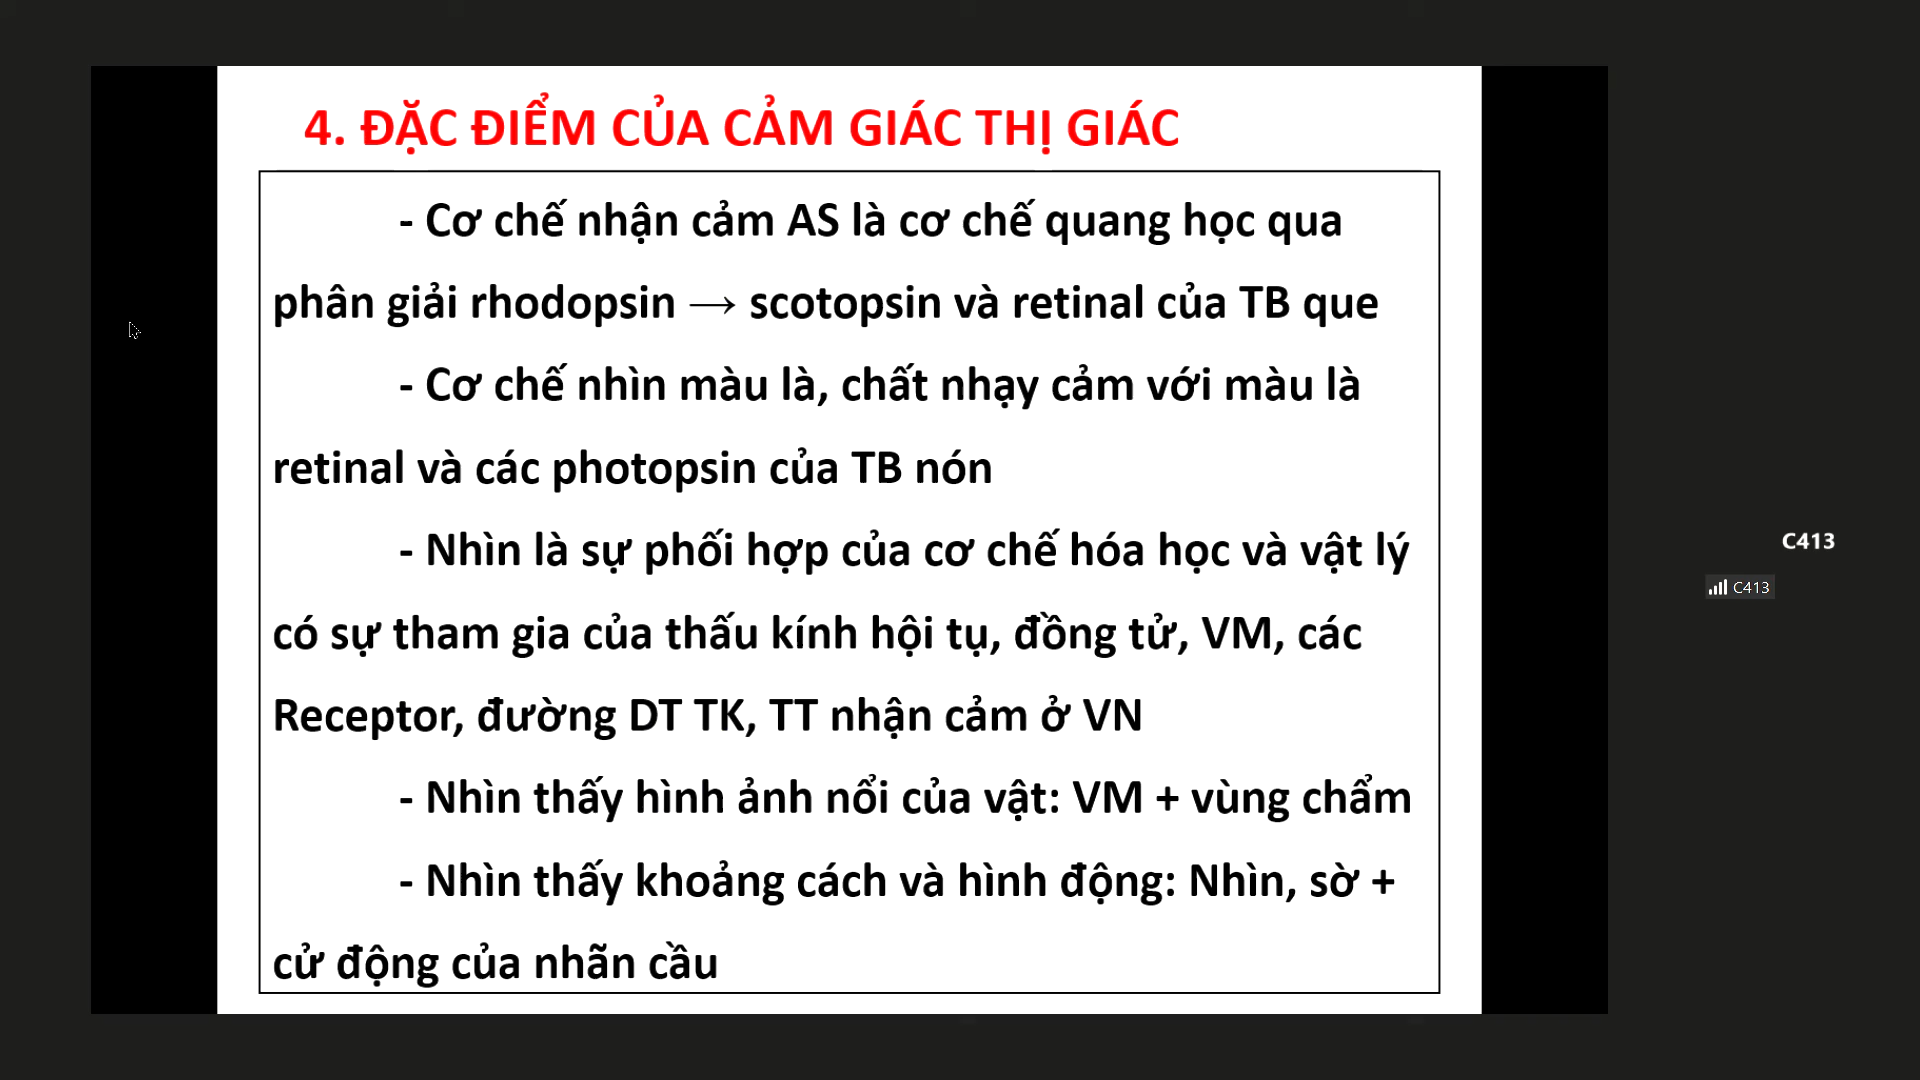 4. ĐẶC ĐIỂM CỦA CẢM GIÁC THỊ GIÁC
- Cơ chế nhận cảm AS là cơ chế quang học qua
phân giải rhodopsin → scotopsin và retinal của TB que
- Cơ chế nhìn màu là, chất nhạy cảm với màu là
retinal và các photopsin của TB nón
- Nhìn là sự phối hợp của cơ chế hóa học và vật lý
có sự tham gia của thấu kính hội tụ, đồng tử, VM, các
Receptor, đường DT TK, TT nhận cảm ở VN
- Nhìn thấy hình ảnh nổi của vật: VM + vùng chẩm
- Nhìn thấy khoảng cách và hình động: Nhìn, sờ +
cử động của nhãn cầu
C413
C413